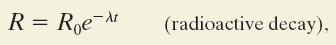 R = R₀e⁻λt (radioactive decay),